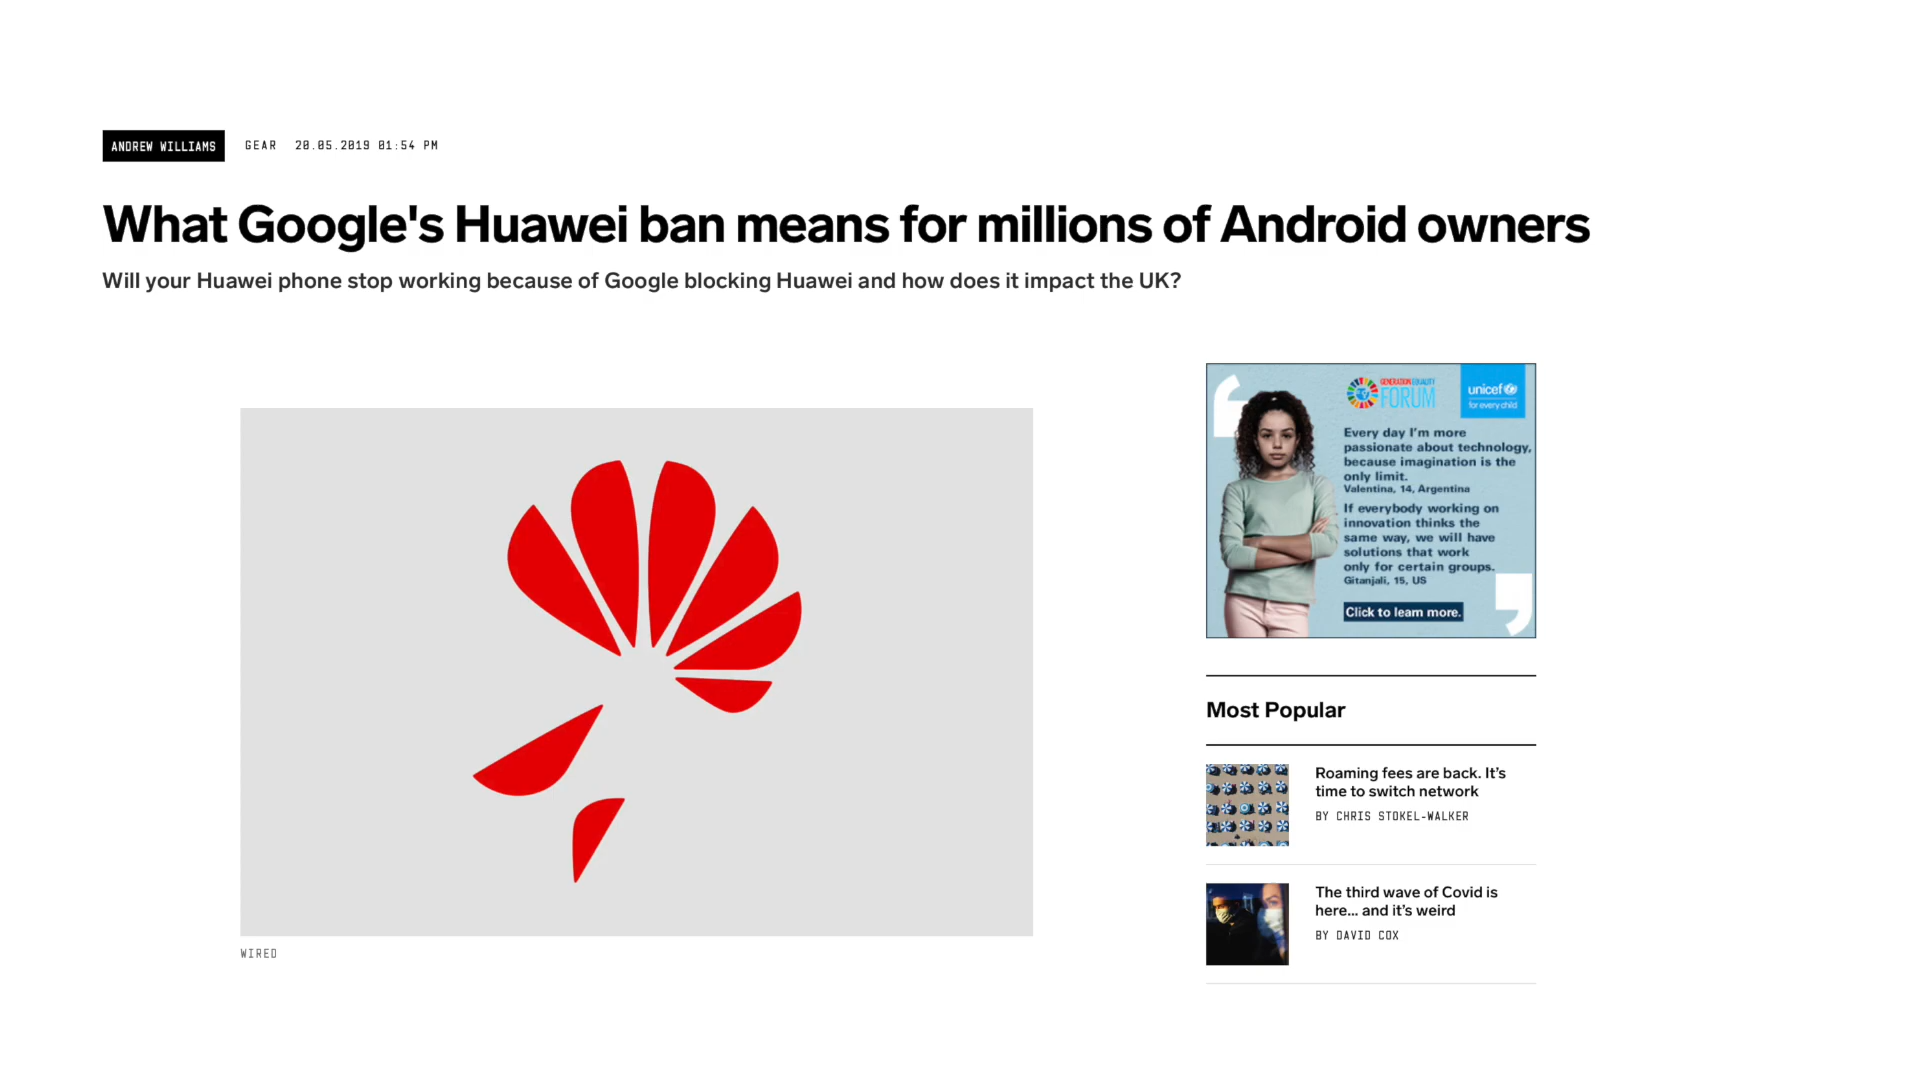 ANDREW WILLIAMS
GEAR 20.05.2019 01:54 PM
What Google's Huawei ban means for millions of Android owners
Will your Huawei phone stop working because of Google blocking Huawei and how does it impact the UK?
WIRED
GENERATION EQUALITY
FORUM
unicef
for every child
Every day I'm more
passionate about technology,
because imagination is the
only limit.
Valentina, 14, Argentina
If everybody working on
innovation thinks the
same way, we will have
solutions that work
only for certain groups.
Gitanjali, 15, US
Click to learn more.
Most Popular
Roaming fees are back. It's
time to switch network
BY CHRIS STOKEL-WALKER
The third wave of Covid is
here... and it's weird
BY DAVID COX